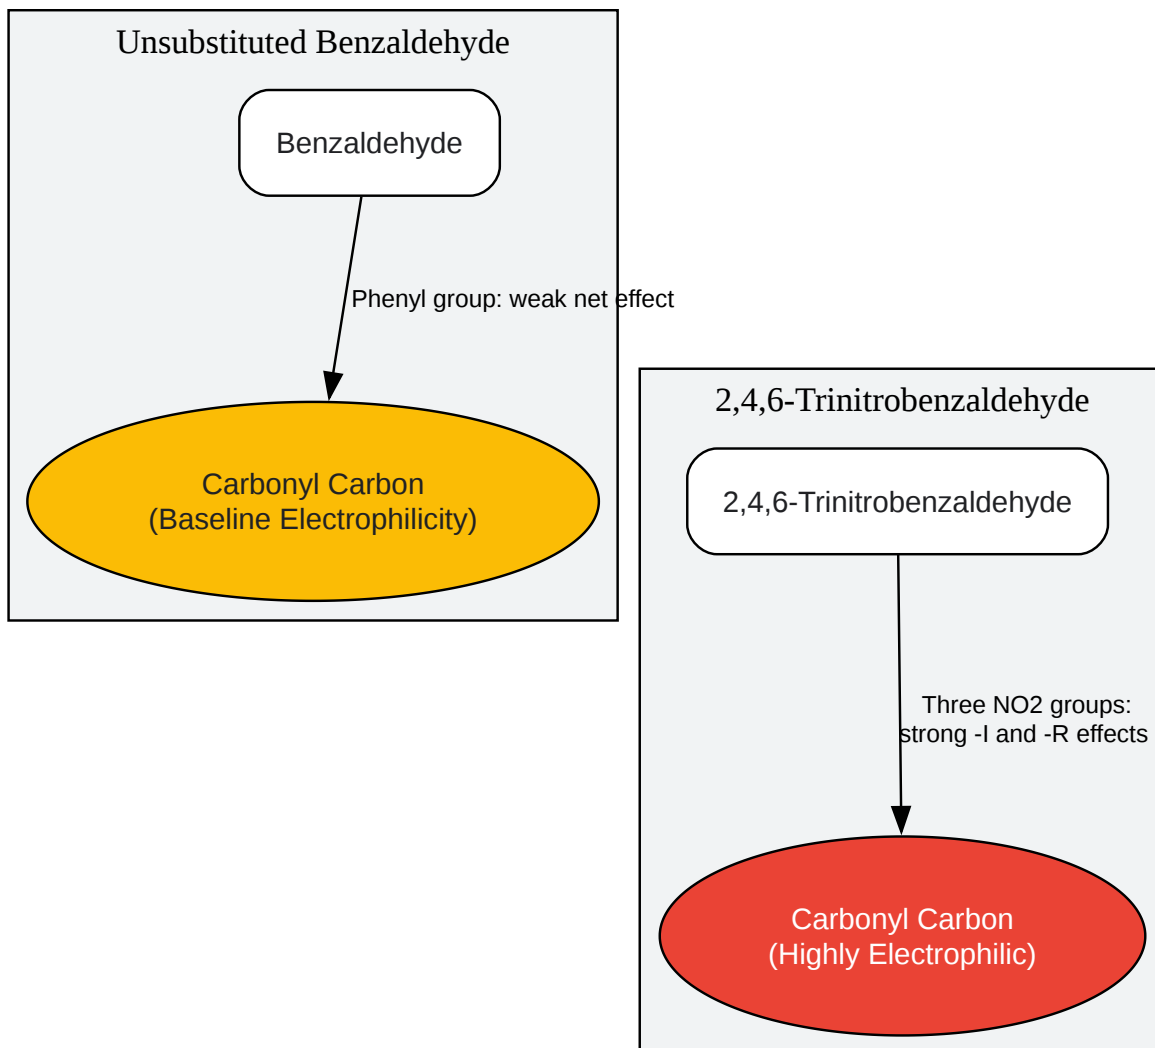 Unsubstituted Benzaldehyde
Benzaldehyde
Phenyl group: weak net effect
Carbonyl Carbon
(Baseline Electrophilicity)
2,4,6-Trinitrobenzaldehyde
2,4,6-Trinitrobenzaldehyde
Three NO2 groups:
strong -I and -R effects
Carbonyl Carbon
(Highly Electrophilic)